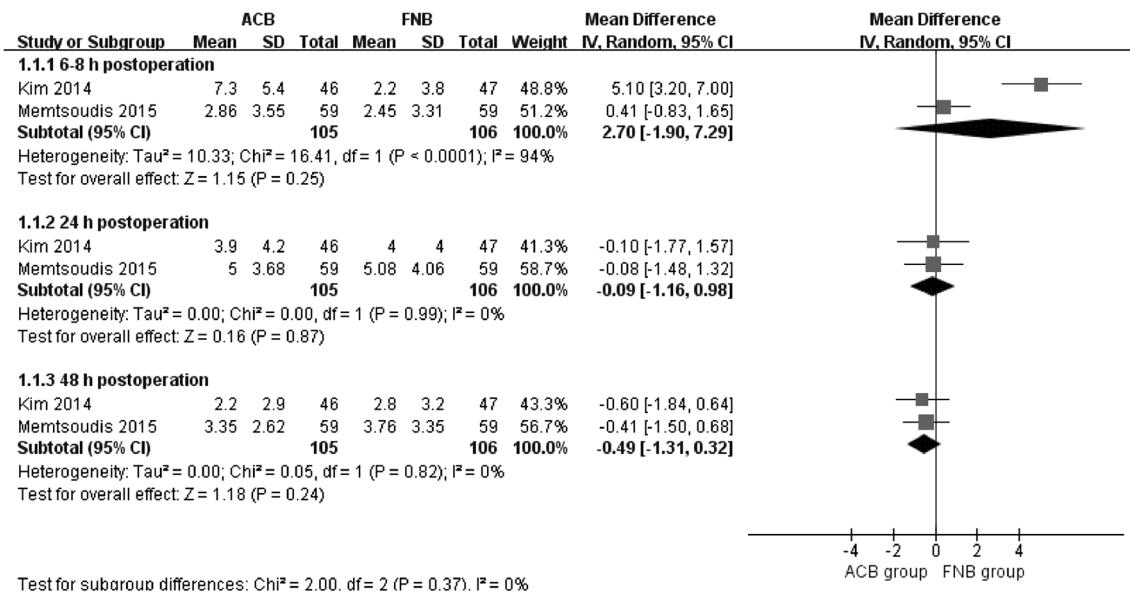 ACB FNB Mean Difference Mean Difference
Study or Subgroup Mean SD Total Mean SD Total Weight IV, Random, 95% CI IV, Random, 95% CI
1.1.1 6-8 h postoperation
Kim 2014 7.3 5.4 46 2.2 3.8 47 48.8% 5.10 [3.20, 7.00]
Memtsoudis 2015 2.86 3.55 59 2.45 3.31 59 51.2% 0.41 [-0.83, 1.65]
Subtotal (95% CI) 105 106 100.0% 2.70 [-1.90, 7.29]
Heterogeneity: Tau² = 10.33; Chi² = 16.41, df = 1 (P < 0.0001); I² = 94%
Test for overall effect: Z = 1.15 (P = 0.25)
1.1.2 24 h postoperation
Kim 2014 3.9 4.2 46 4 4 47 41.3% -0.10 [-1.77, 1.57]
Memtsoudis 2015 5 3.68 59 5.08 4.06 59 58.7% -0.08 [-1.48, 1.32]
Subtotal (95% CI) 105 106 100.0% -0.09 [-1.16, 0.98]
Heterogeneity: Tau² = 0.00; Chi² = 0.00, df = 1 (P = 0.99); I² = 0%
Test for overall effect: Z = 0.16 (P = 0.87)
1.1.3 48 h postoperation
Kim 2014 2.2 2.9 46 2.8 3.2 47 43.3% -0.60 [-1.84, 0.64]
Memtsoudis 2015 3.35 2.62 59 3.76 3.35 59 56.7% -0.41 [-1.50, 0.68]
Subtotal (95% CI) 105 106 100.0% -0.49 [-1.31, 0.32]
Heterogeneity: Tau² = 0.00; Chi² = 0.05, df = 1 (P = 0.82); I² = 0%
Test for overall effect: Z = 1.18 (P = 0.24)
-4 -2 0 2 4
ACB group FNB group
Test for subgroup differences: Chi² = 2.00, df = 2 (P = 0.37), I² = 0%